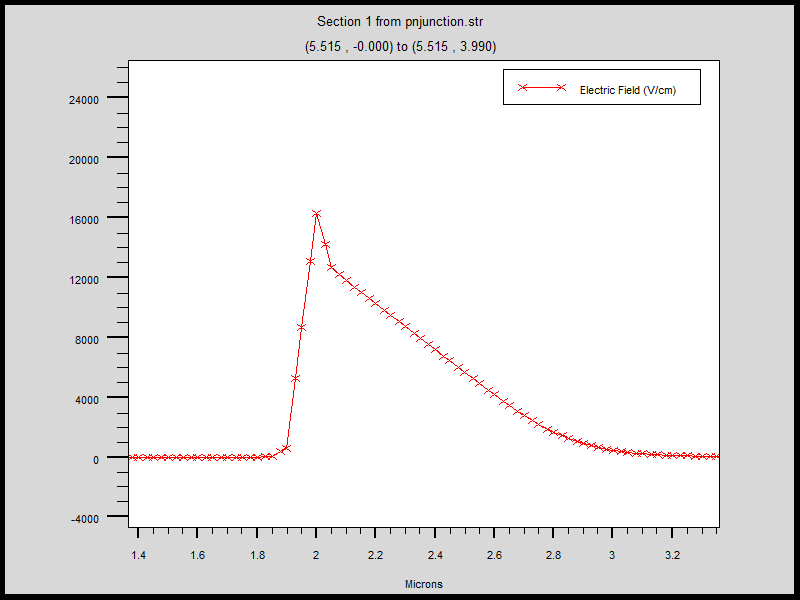 Section 1 from pnjunction.str
(5.515 , -0.000) to (5.515 , 3.990)
Electric Field (V/cm)
24000
20000
16000
12000
8000
4000
0
-4000
1.4 1.6 1.8 2 2.2 2.4 2.6 2.8 3 3.2
Microns